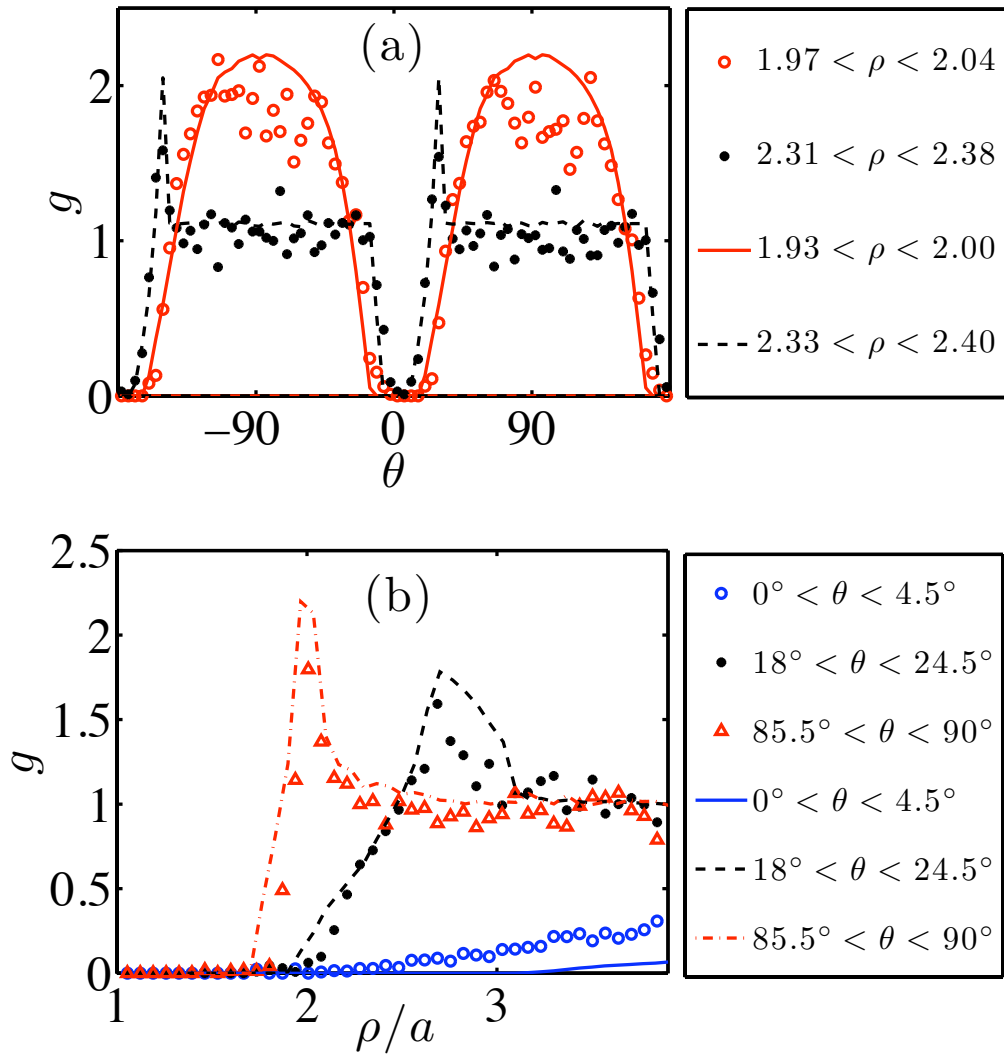 (a)
g
2
1
0
−90
0
90
θ
1.97 < ρ < 2.04
2.31 < ρ < 2.38
1.93 < ρ < 2.00
2.33 < ρ < 2.40
(b)
g
2.5
2
1.5
1
0.5
0
1
2
3
ρ/a
0° < θ < 4.5°
18° < θ < 24.5°
85.5° < θ < 90°
0° < θ < 4.5°
18° < θ < 24.5°
85.5° < θ < 90°